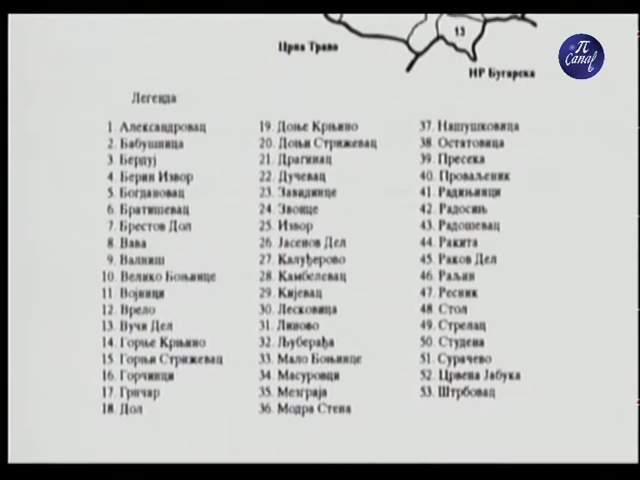 13
Црна Трава
НР Бугарска
π
Canal
Легенда
1 Александровац
2. Бабушница
3 Бердуј
4. Берин Извор
5. Богдановац
6. Братишевац
7. Брестов Дол
8. Вава
9. Валниш
10. Велико Боњинце
11 Војници
12. Врело
13. Вучи Дел
14. Горње Крњино
15. Горњи Стрижевац
16. Горчинци
17. Грнчар
18. Дол
19. Доње Крњино
20. Доњи Стрижевац
21. Драгинац
22. Дучевац
23. Завидинце
24. Звонце
25. Извор
26. Јасенов Дел
27. Калуђерово
28. Камбелевац
29. Кијевац
30. Лесковица
31. Линово
32. Љуберађа
33. Мало Боњинце
34. Масуровци
35. Мезграја
36. Модра Стена
37. Нашушковица
38. Остатовица
39. Пресека
40. Проваљеник
41. Радињинци
42. Радосињ
43. Радошевац
44. Ракита
45. Раков Дел
46. Раљин
47. Ресник
48. Стол
49. Стрелац
50. Студена
51. Сурачево
52. Црвена Јабука
53. Штрбовац